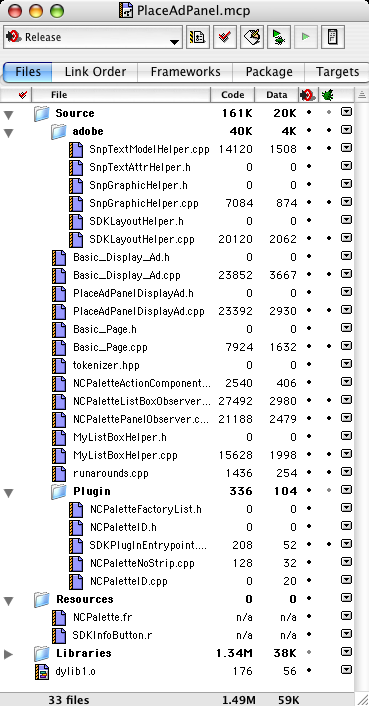 PlaceAdPanel.mcp
Release
Files Link Order Frameworks Package Targets
File Code Data
Source 161K 20K
adobe 40K 4K
SnpTextModelHelper.cpp 14120 1508
SnpTextAttrHelper.h 0 0
SnpGraphicHelper.h 0 0
SnpGraphicHelper.cpp 7084 874
SDKLayoutHelper.h 0 0
SDKLayoutHelper.cpp 20120 2062
Basic_Display_Ad.h 0 0
Basic_Display_Ad.cpp 23852 3667
PlaceAdPanelDisplayAd.h 0 0
PlaceAdPanelDisplayAd.cpp 23392 2930
Basic_Page.h 0 0
Basic_Page.cpp 7924 1632
tokenizer.hpp 0 0
NCPaletteActionComponent... 2540 406
NCPaletteListBoxObserver... 27492 2980
NCPalettePanelObserver.c... 21188 2479
MyListBoxHelper.h 0 0
MyListBoxHelper.cpp 15628 1998
runarounds.cpp 1436 254
Plugin 336 104
NCPaletteFactoryList.h 0 0
NCPaletteID.h 0 0
SDKPlugInEntrypoint.... 208 52
NCPaletteNoStrip.cpp 128 32
NCPaletteID.cpp 0 20
Resources 0 0
NCPalette.fr n/a n/a
SDKInfoButton.r n/a n/a
Libraries 1.34M 38K
dylib1.o 176 56
33 files 1.49M 59K